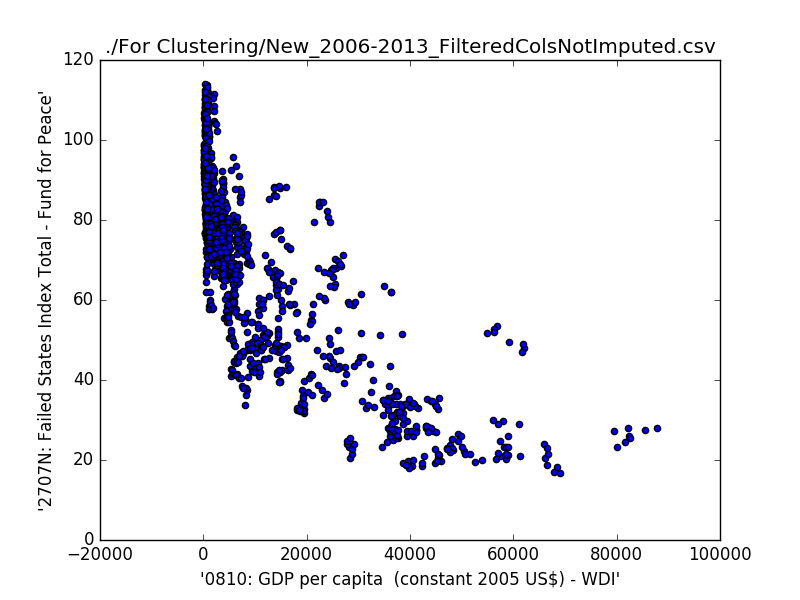 ./For Clustering/New_2006-2013_FilteredColsNotImputed.csv
120
100
80
60
40
20
0
'2707N: Failed States Index Total - Fund for Peace'
−20000 0 20000 40000 60000 80000 100000
'0810: GDP per capita  (constant 2005 US$) - WDI'